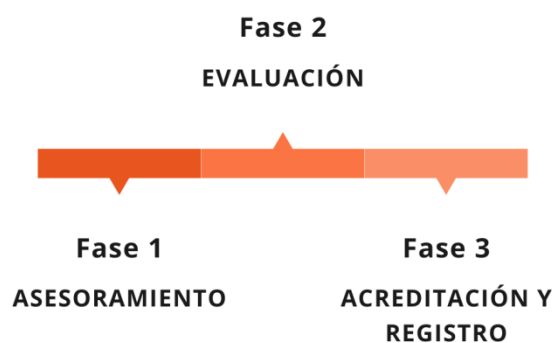 Fase 2
EVALUACIÓN
Fase 1
ASESORAMIENTO
Fase 3
ACREDITACIÓN Y
REGISTRO